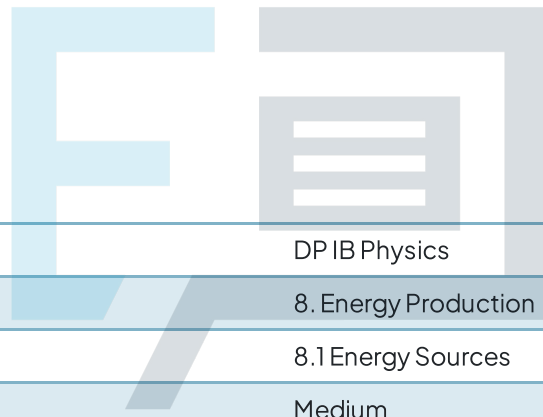 DP IB Physics
8. Energy Production
8.1 Energy Sources
Medium